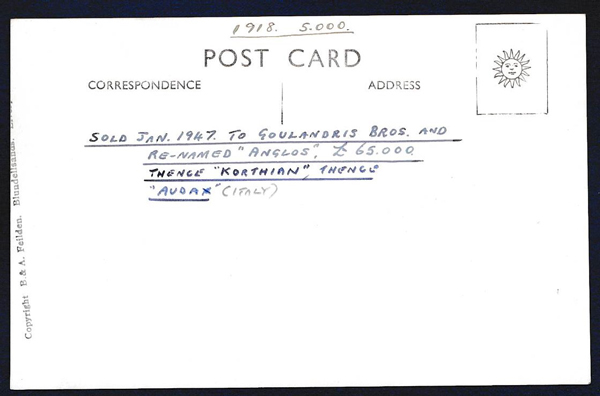 1918. 5.000.
POST CARD
CORRESPONDENCE
ADDRESS
SOLD JAN. 1947. TO GOULANDRIS BROS. AND
RE-NAMED "ANGLOS", £65.000
THENCE "KORTHIAN", THENCE
"AUDAX" (ITALY)
Copyright B. & A. Feilden. Blundellsands.